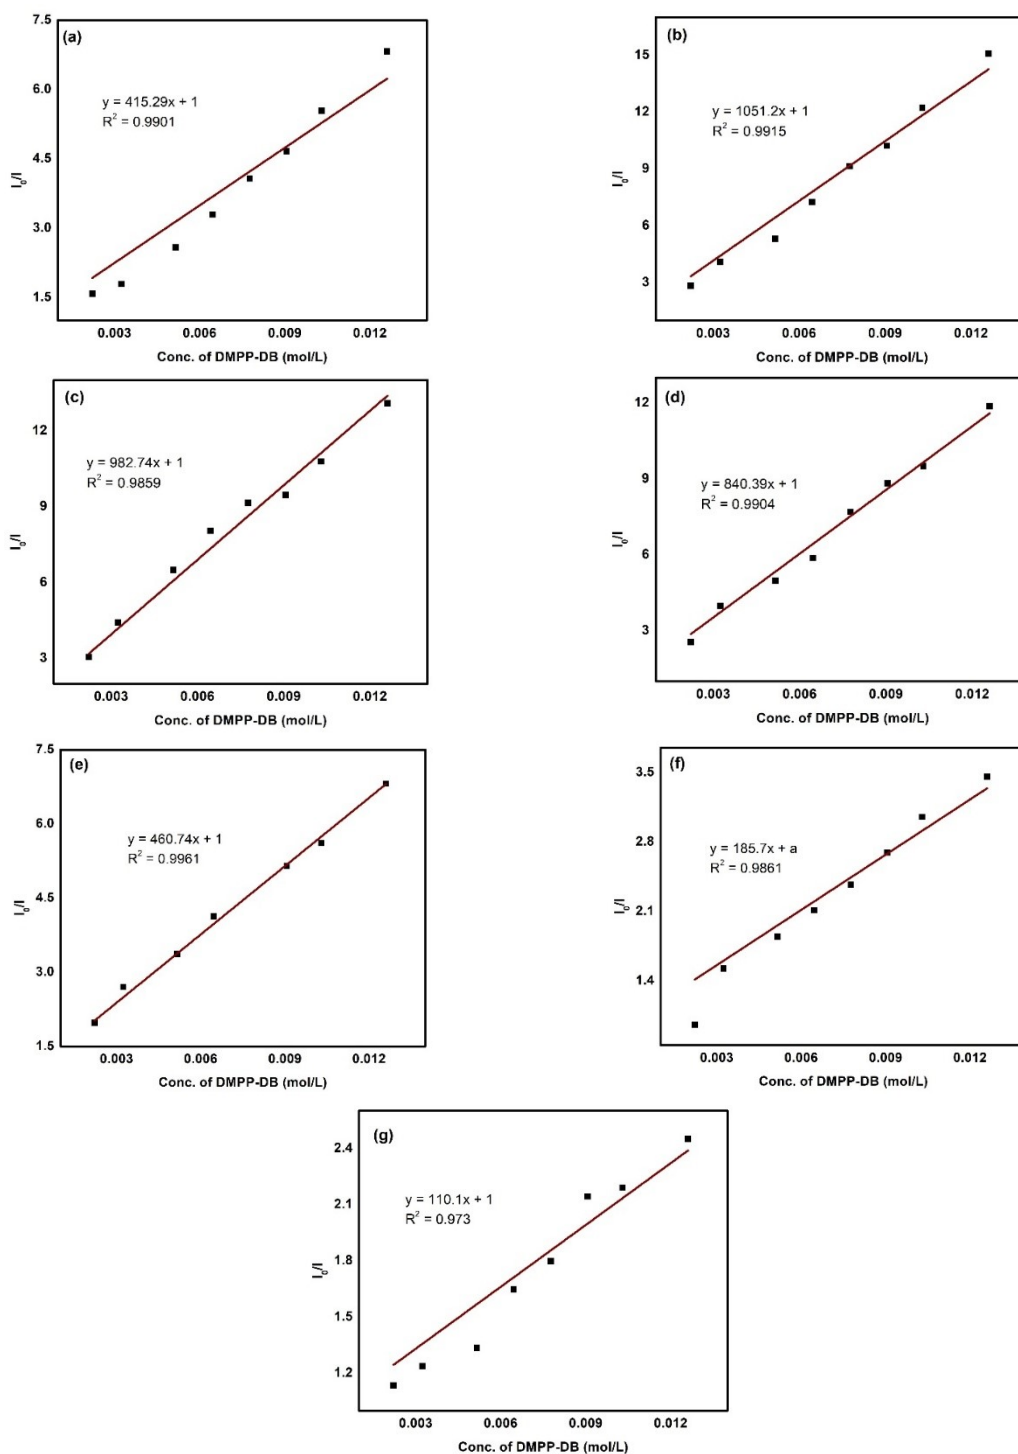 (a)
7.5
6.0
4.5
3.0
1.5
I₀/I
y = 415.29x + 1
R² = 0.9901
0.003 0.006 0.009 0.012
Conc. of DMPP-DB (mol/L)
(b)
15
12
9
6
3
I₀/I
y = 1051.2x + 1
R² = 0.9915
0.003 0.006 0.009 0.012
Conc. of DMPP-DB (mol/L)
(c)
12
9
6
3
I₀/I
y = 982.74x + 1
R² = 0.9859
0.003 0.006 0.009 0.012
Conc. of DMPP-DB (mol/L)
(d)
12
9
6
3
I₀/I
y = 840.39x + 1
R² = 0.9904
0.003 0.006 0.009 0.012
Conc. of DMPP-DB (mol/L)
(e)
7.5
6.0
4.5
3.0
1.5
I₀/I
y = 460.74x + 1
R² = 0.9961
0.003 0.006 0.009 0.012
Conc. of DMPP-DB (mol/L)
(f)
3.5
2.8
2.1
1.4
I₀/I
y = 185.7x + a
R² = 0.9861
0.003 0.006 0.009 0.012
Conc. of DMPP-DB (mol/L)
(g)
2.4
2.1
1.8
1.5
1.2
I₀/I
y = 110.1x + 1
R² = 0.973
0.003 0.006 0.009 0.012
Conc. of DMPP-DB (mol/L)